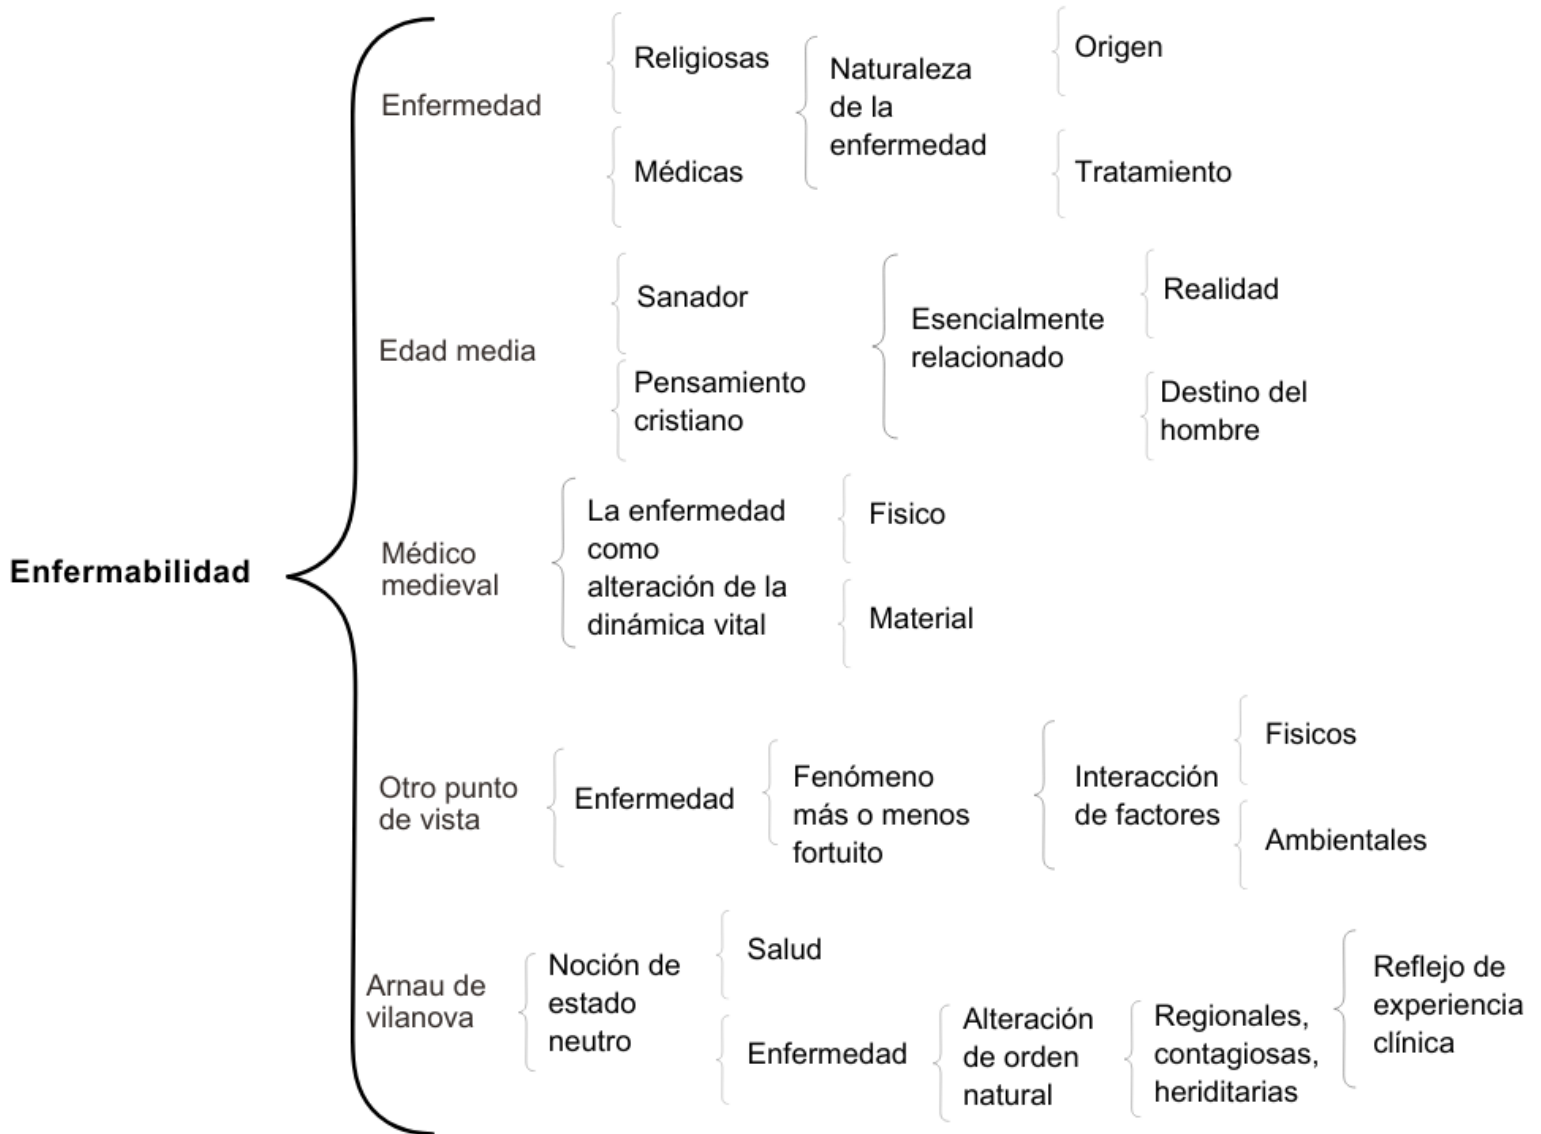 Enfermabilidad
Enfermedad
Religiosas
Médicas
Naturaleza
de la
enfermedad
Origen
Tratamiento
Edad media
Sanador
Pensamiento
cristiano
Esencialmente
relacionado
Realidad
Destino del
hombre
Médico
medieval
La enfermedad
como
alteración de la
dinámica vital
Fisico
Material
Otro punto
de vista
Enfermedad
Fenómeno
más o menos
fortuito
Interacción
de factores
Fisicos
Ambientales
Arnau de
vilanova
Noción de
estado
neutro
Salud
Enfermedad
Alteración
de orden
natural
Regionales,
contagiosas,
heriditarias
Reflejo de
experiencia
clínica